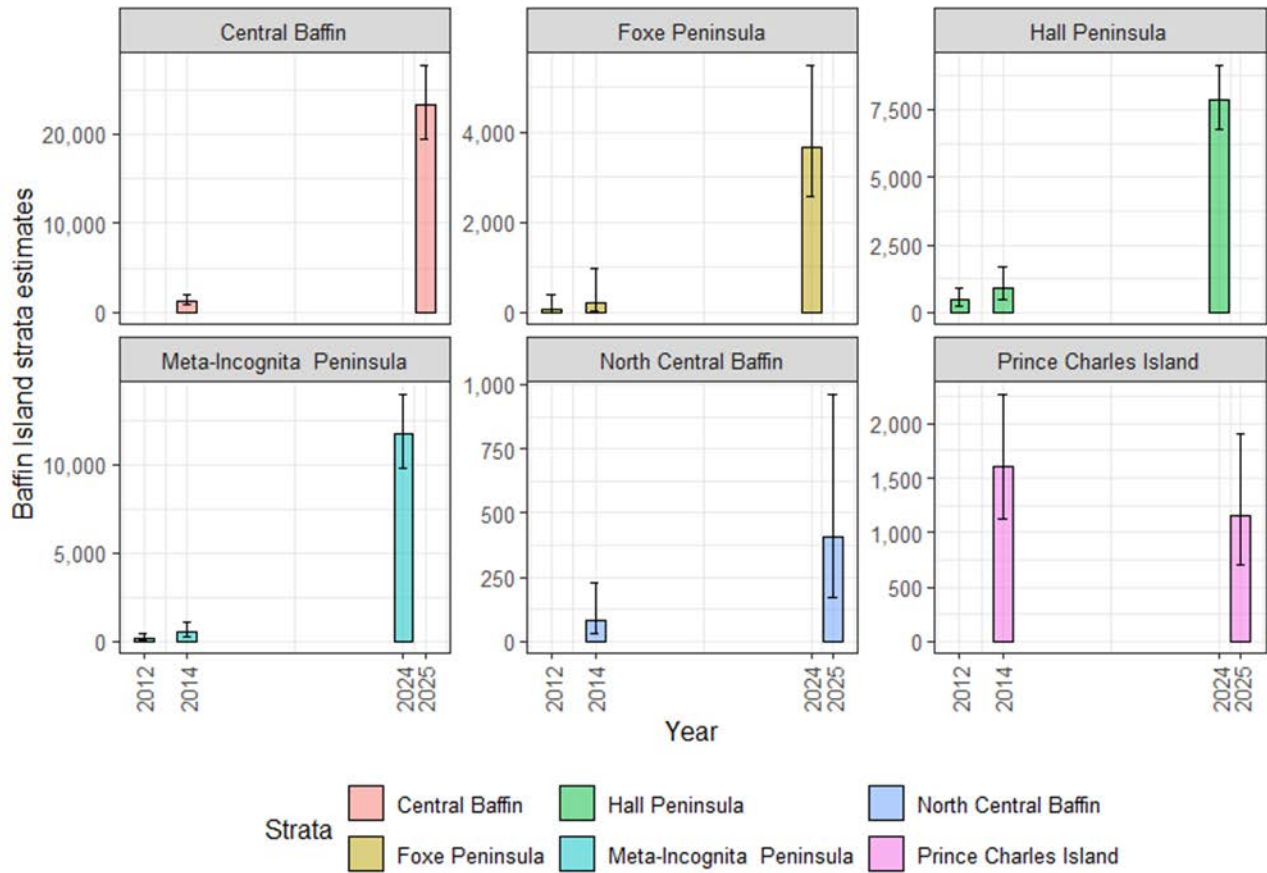 Central Baffin
Foxe Peninsula
Hall Peninsula
20,000
10,000
0
4,000
2,000
0
7,500
5,000
2,500
0
Baffin Island strata estimates
Meta-Incognita  Peninsula
North Central Baffin
Prince Charles Island
10,000
5,000
0
1,000
750
500
250
0
2,000
1,500
1,000
500
0
2012 2014 2024 2025
2012 2014 2024 2025
2012 2014 2024 2025
Year
Strata
Central Baffin
Hall Peninsula
North Central Baffin
Foxe Peninsula
Meta-Incognita  Peninsula
Prince Charles Island